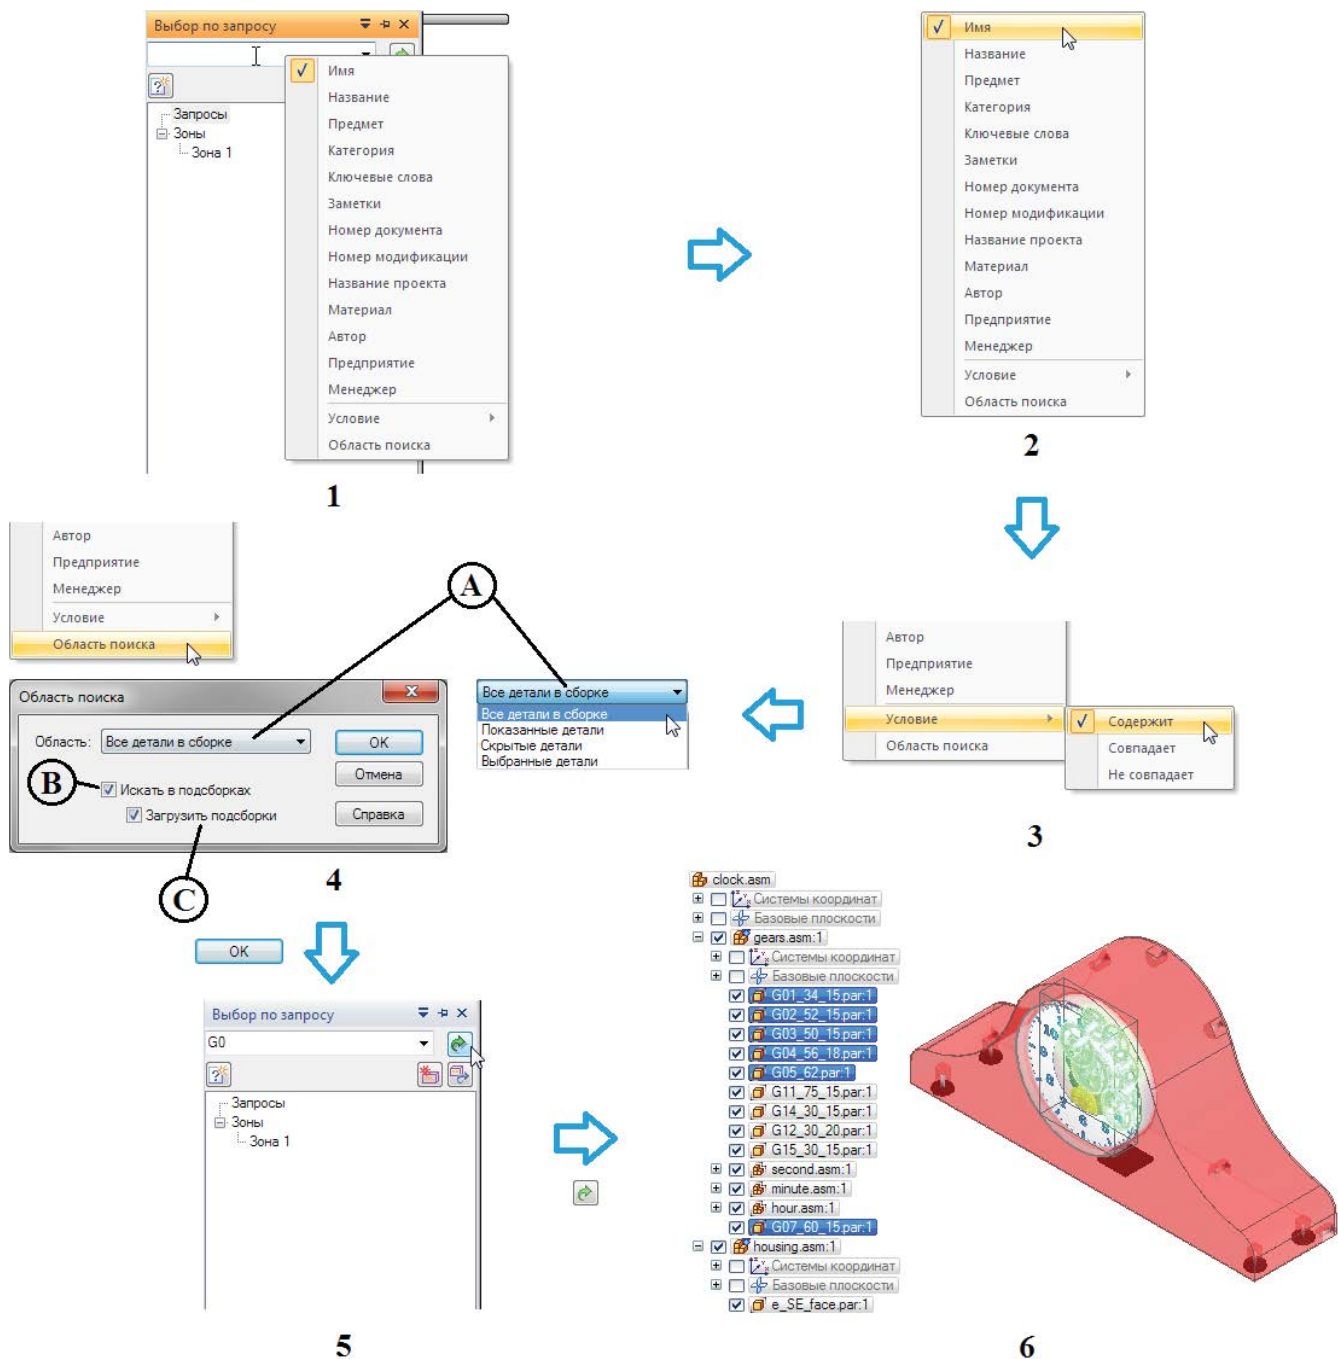 Выбор по запросу
Запросы
Зоны
Зона 1
Имя
Название
Предмет
Категория
Ключевые слова
Заметки
Номер документа
Номер модификации
Название проекта
Материал
Автор
Предприятие
Менеджер
Условие
Область поиска
1
Имя
Название
Предмет
Категория
Ключевые слова
Заметки
Номер документа
Номер модификации
Название проекта
Материал
Автор
Предприятие
Менеджер
Условие
Область поиска
2
Автор
Предприятие
Менеджер
Условие
Область поиска
Содержит
Совпадает
Не совпадает
3
Автор
Предприятие
Менеджер
Условие
Область поиска
A
Область поиска
Область: Все детали в сборке
OK
Отмена
Справка
B
Искать в подсборках
Загрузить подсборки
C
Все детали в сборке
Все детали в сборке
Показанные детали
Скрытые детали
Выбранные детали
4
OK
Выбор по запросу
G0
Запросы
Зоны
Зона 1
5
clock.asm
Системы координат
Базовые плоскости
gears.asm:1
Системы координат
Базовые плоскости
G01_34_15.par:1
G02_52_15.par:1
G03_50_15.par:1
G04_56_18.par:1
G05_62.par:1
G11_75_15.par:1
G14_30_15.par:1
G12_30_20.par:1
G15_30_15.par:1
second.asm:1
minute.asm:1
hour.asm:1
G07_60_15.par:1
housing.asm:1
Системы координат
Базовые плоскости
e_SE_face.par:1
6